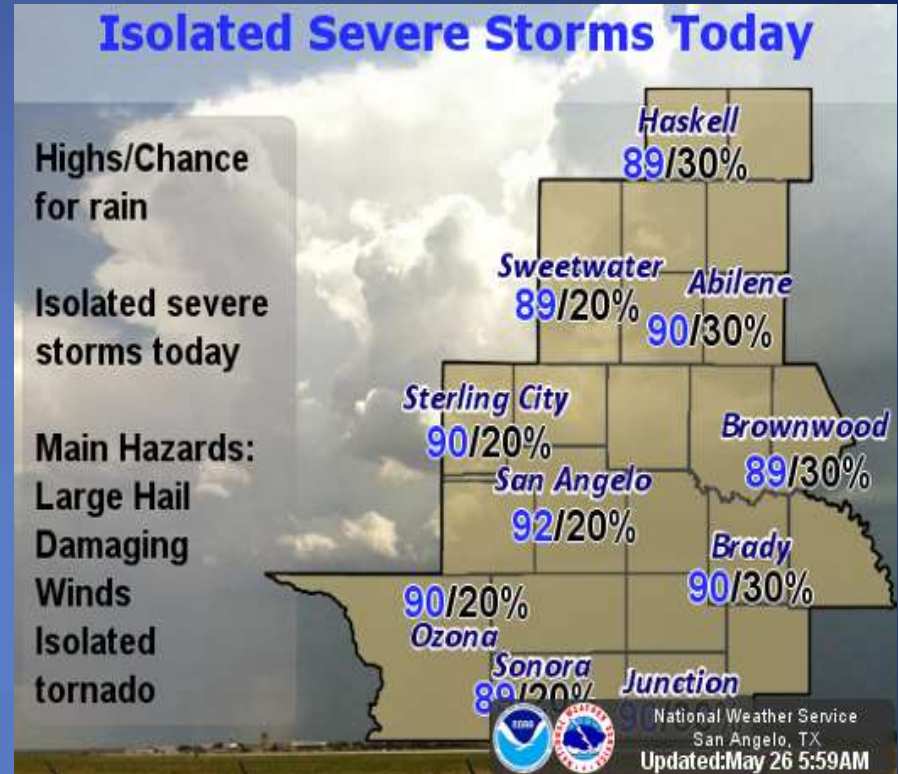 Isolated Severe Storms Today
Highs/Chance
for rain
Isolated severe
storms today
Main Hazards:
Large Hail
Damaging
Winds
Isolated
tornado
Haskell
89/30%
Sweetwater
89/20%
Abilene
90/30%
Sterling City
90/20%
Brownwood
89/30%
San Angelo
92/20%
Brady
90/30%
90/20%
Ozona
Sonora
89/20%
Junction
NOAA
National Weather Service
San Angelo, TX
Updated:May 26 5:59AM